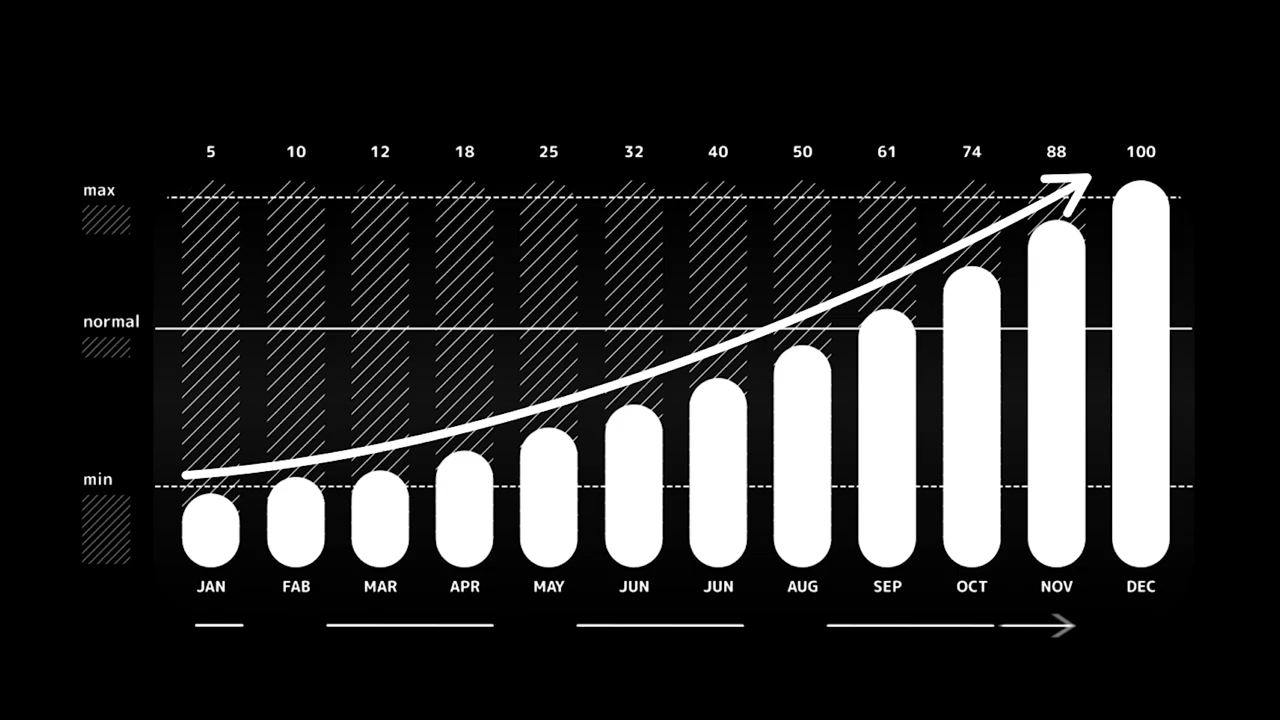 5 10 12 18 25 32 40 50 61 74 88 100
max
normal
min
JAN FAB MAR APR MAY JUN JUN AUG SEP OCT NOV DEC